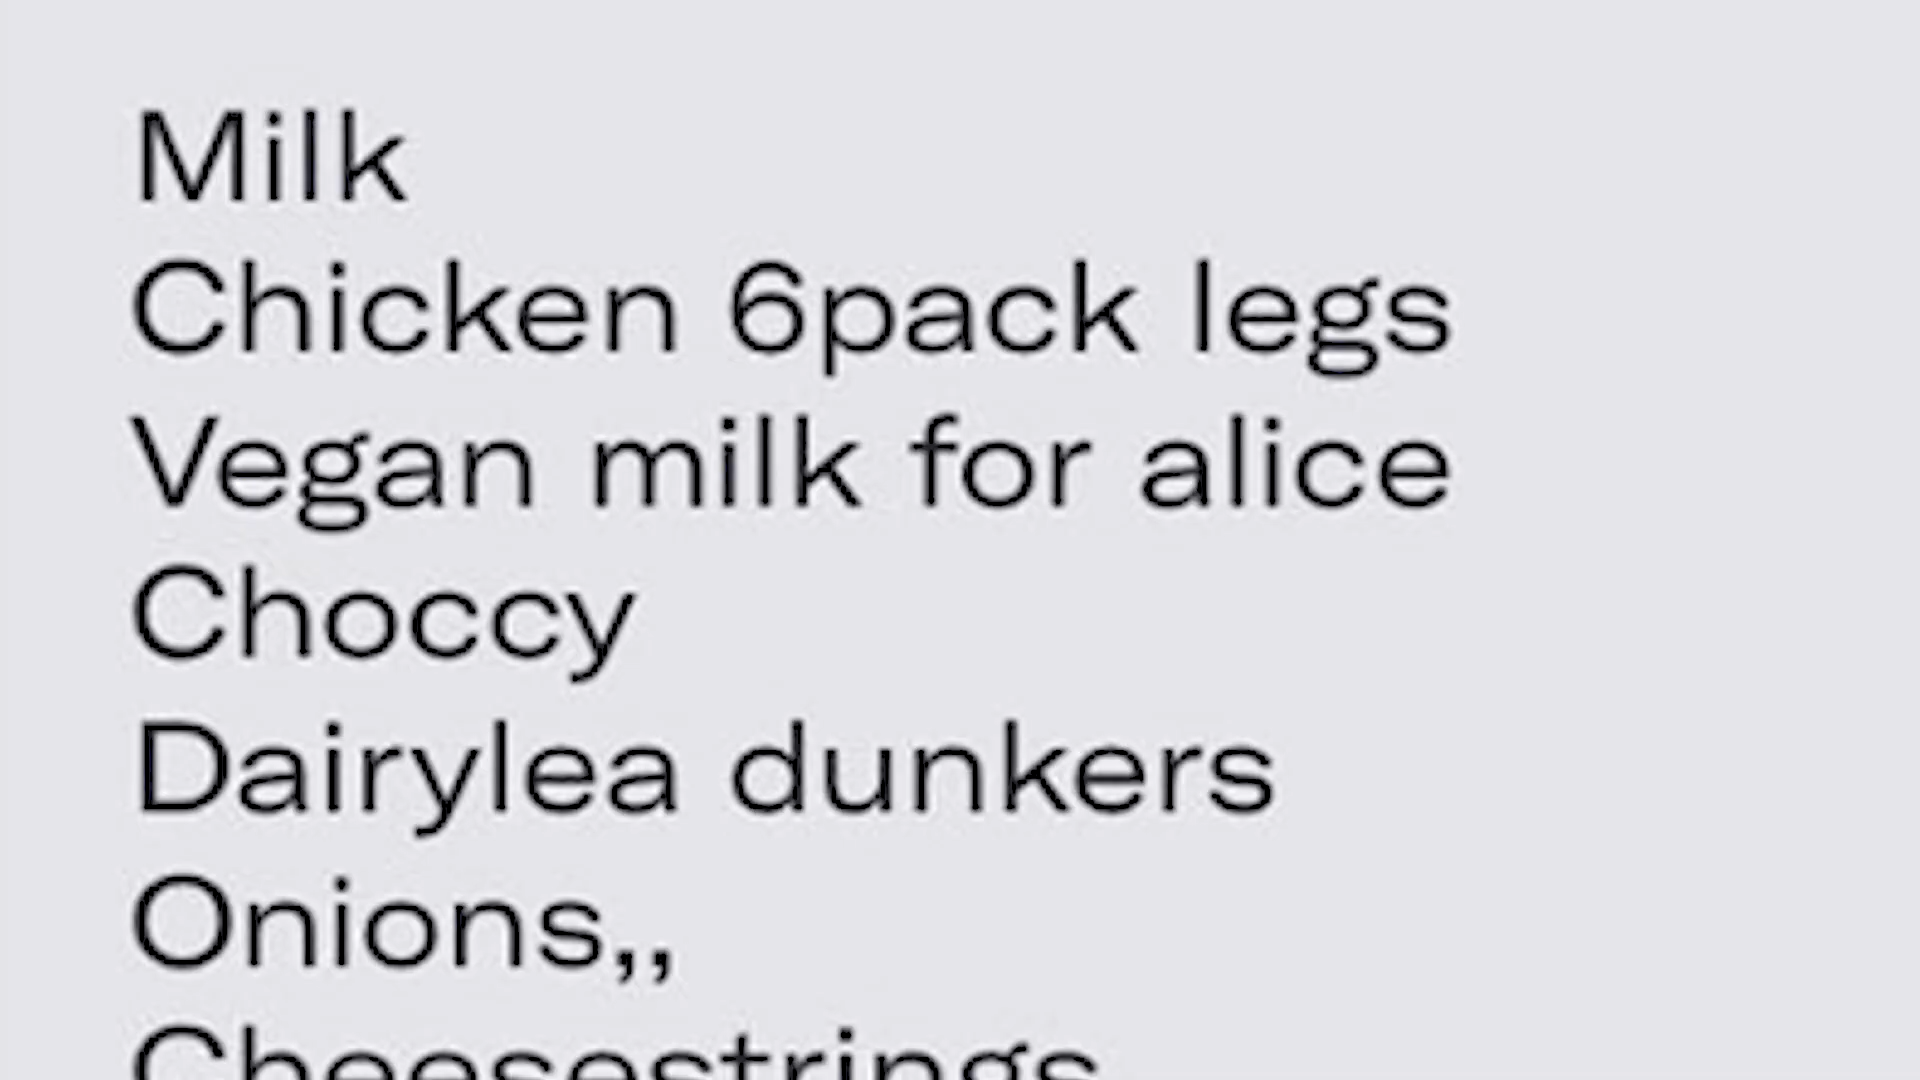 Milk
Chicken 6pack legs
Vegan milk for alice
Choccy
Dairylea dunkers
Onions,,
Cheesestrings